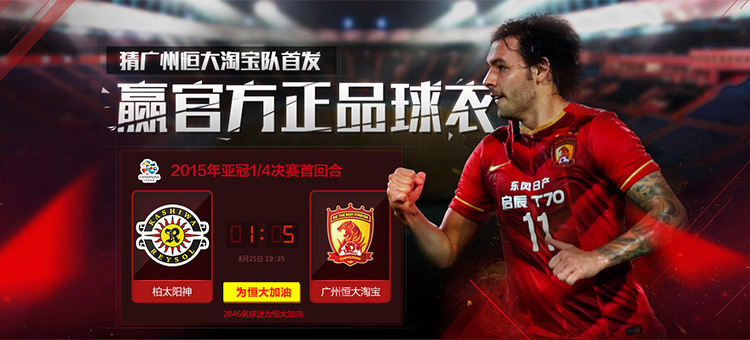 猜广州恒大淘宝队首发
赢官方正品球衣
2015年亚冠1/4决赛首回合
KASHIWA
R
REYSOL
01:05
8月25日 19:35
柏太阳神
为恒大加油
广州恒大淘宝
2046名球迷为恒大加油
东风日产
启辰 T70
11